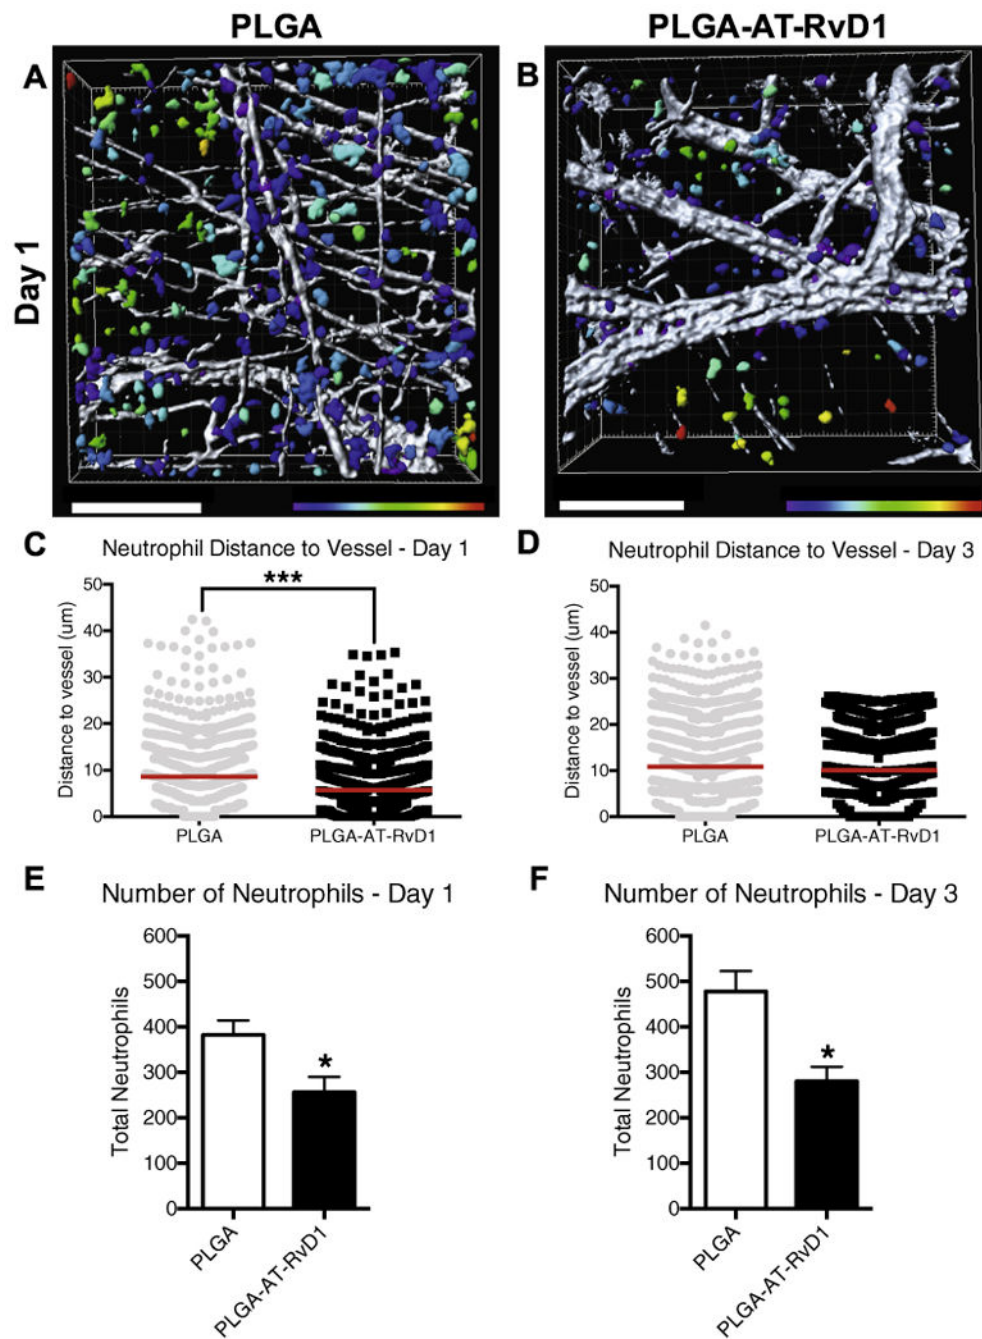 PLGA
PLGA-AT-RvD1
A
B
Day 1
C
Neutrophil Distance to Vessel - Day 1
***
Distance to vessel (um)
50
40
30
20
10
0
PLGA
PLGA-AT-RvD1
D
Neutrophil Distance to Vessel - Day 3
Distance to vessel (um)
50
40
30
20
10
0
PLGA
PLGA-AT-RvD1
E
Number of Neutrophils - Day 1
Total Neutrophils
600
500
400
300
200
100
0
*
PLGA
PLGA-AT-RvD1
F
Number of Neutrophils - Day 3
Total Neutrophils
600
500
400
300
200
100
0
*
PLGA
PLGA-AT-RvD1